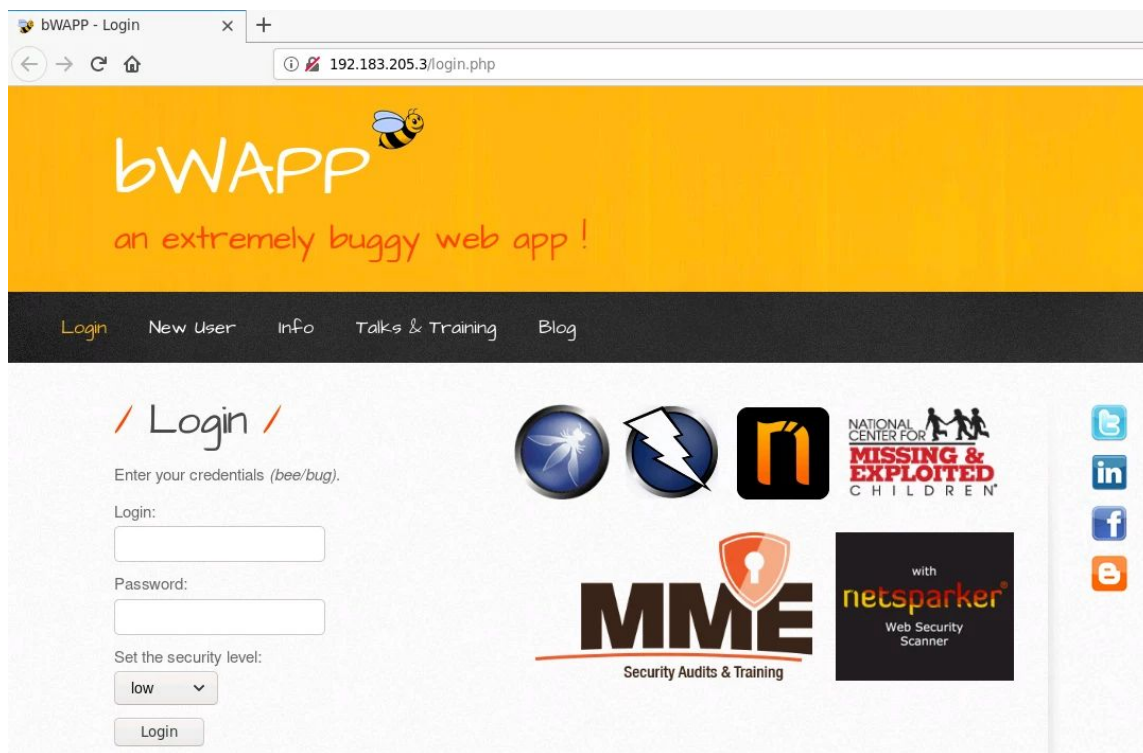 bWAPP - Login
192.183.205.3/login.php
bWAPP
an extremely buggy web app !
Login New User Info Talks & Training Blog
/ Login /
Enter your credentials (bee/bug).
Login:
Password:
Set the security level:
low
Login
NATIONAL
CENTER FOR
MISSING &
EXPLOITED
CHILDREN®
MME
Security Audits & Training
with
netsparker®
Web Security
Scanner